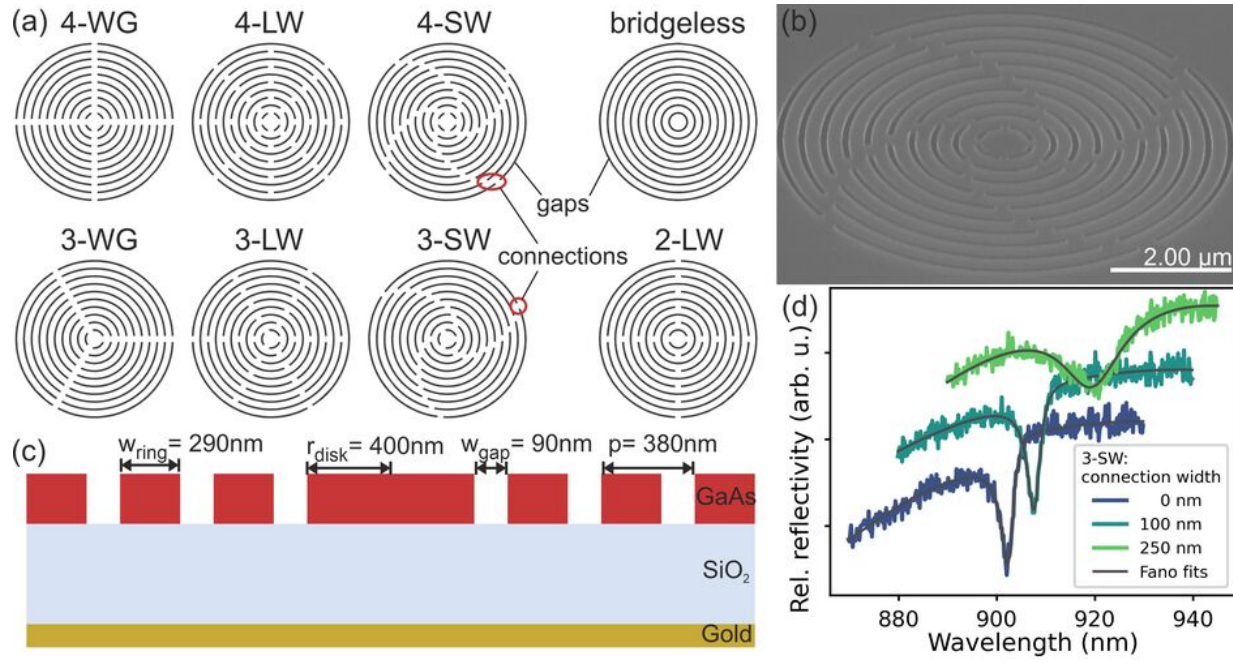 (a)
4-WG
4-LW
4-SW
bridgeless
gaps
connections
3-WG
3-LW
3-SW
2-LW
(b)
2.00 µm
(c)
w_ring = 290nm
r_disk = 400nm
w_gap = 90nm
p = 380nm
GaAs
SiO₂
Gold
(d)
Rel. reflectivity (arb. u.)
3-SW:
connection width
0 nm
100 nm
250 nm
Fano fits
880 900 920 940
Wavelength (nm)